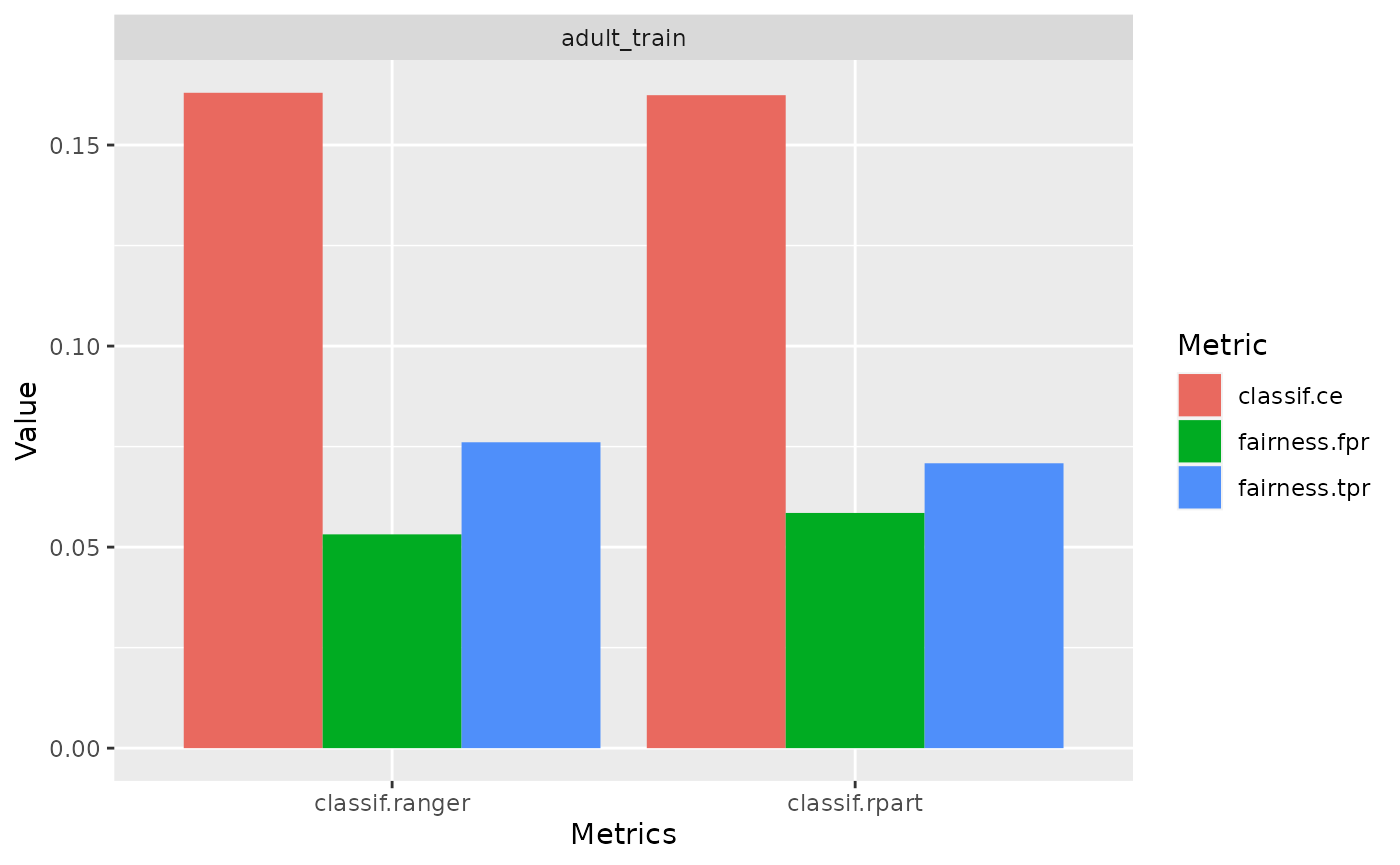 adult_train
0.15
0.10
0.05
0.00
Value
classif.ranger
classif.rpart
Metrics
Metric
classif.ce
fairness.fpr
fairness.tpr